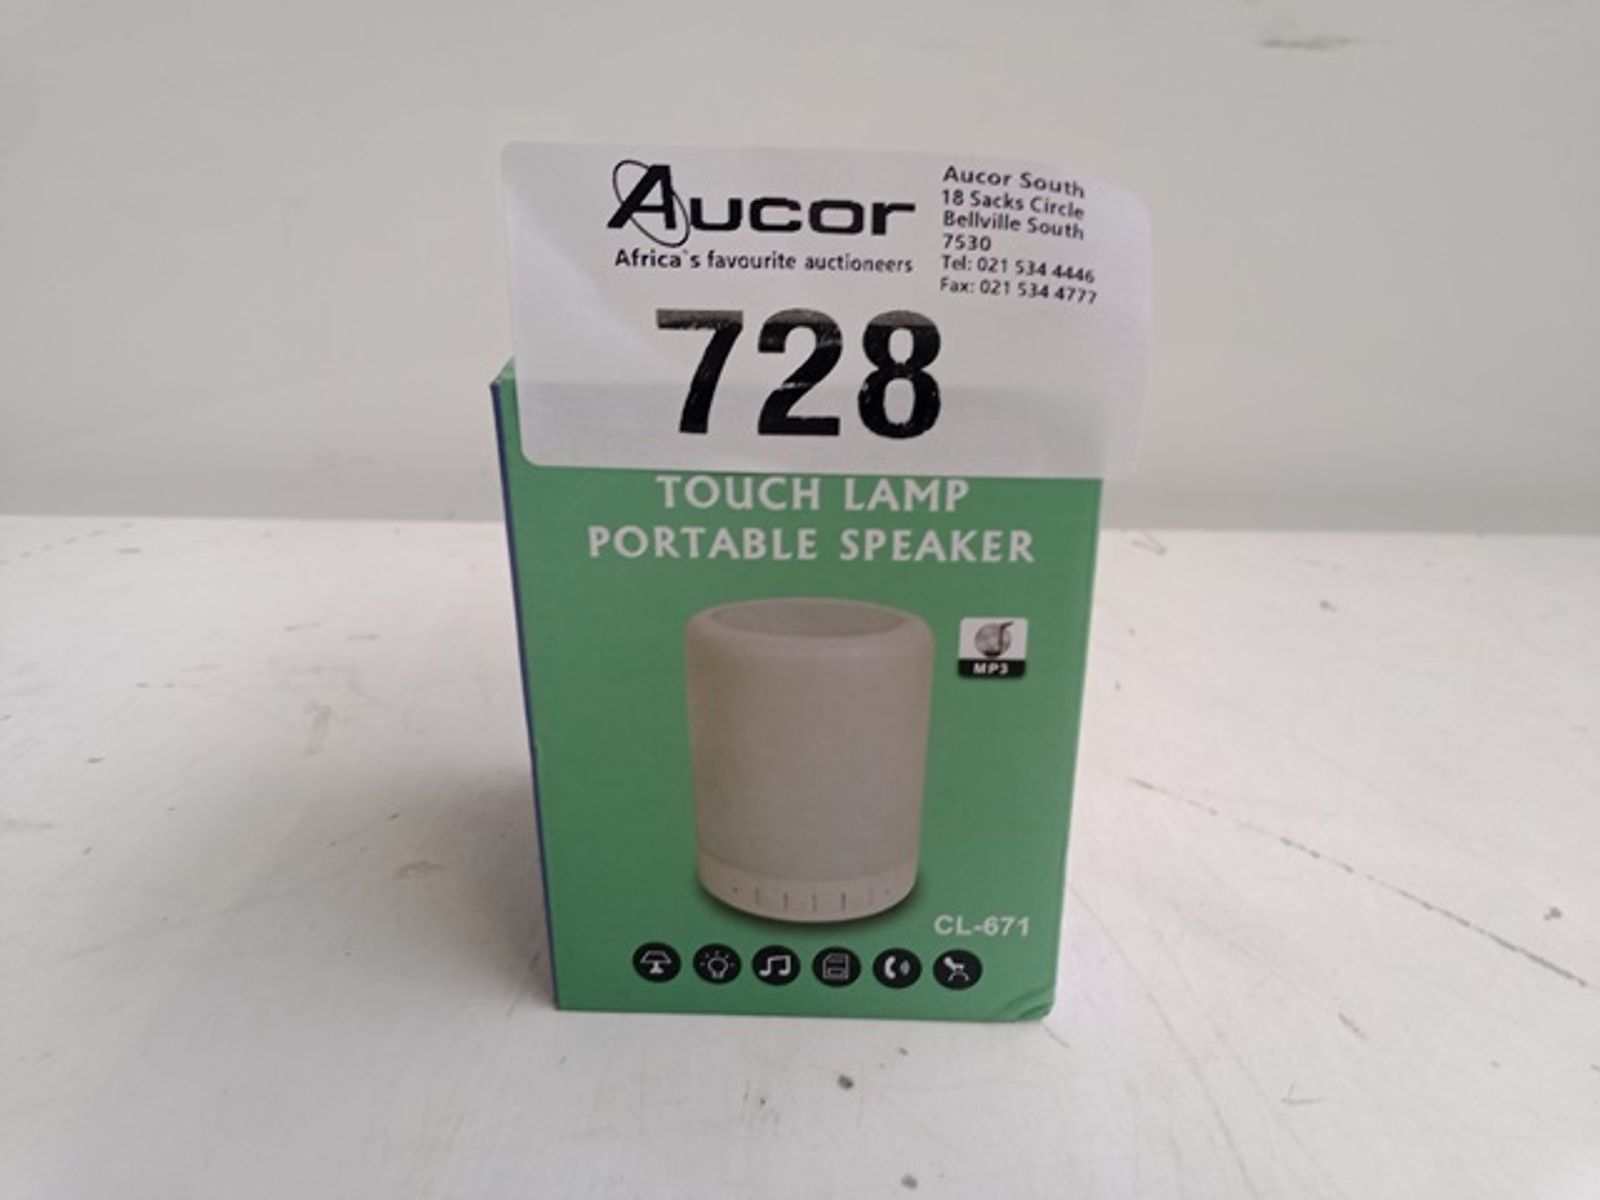 Aucor
Africa`s favourite auctioneers
Aucor South
18 Sacks Circle
Bellville South
7530
Tel: 021 534 4446
Fax: 021 534 4777
728
TOUCH LAMP
PORTABLE SPEAKER
MP3
CL-671